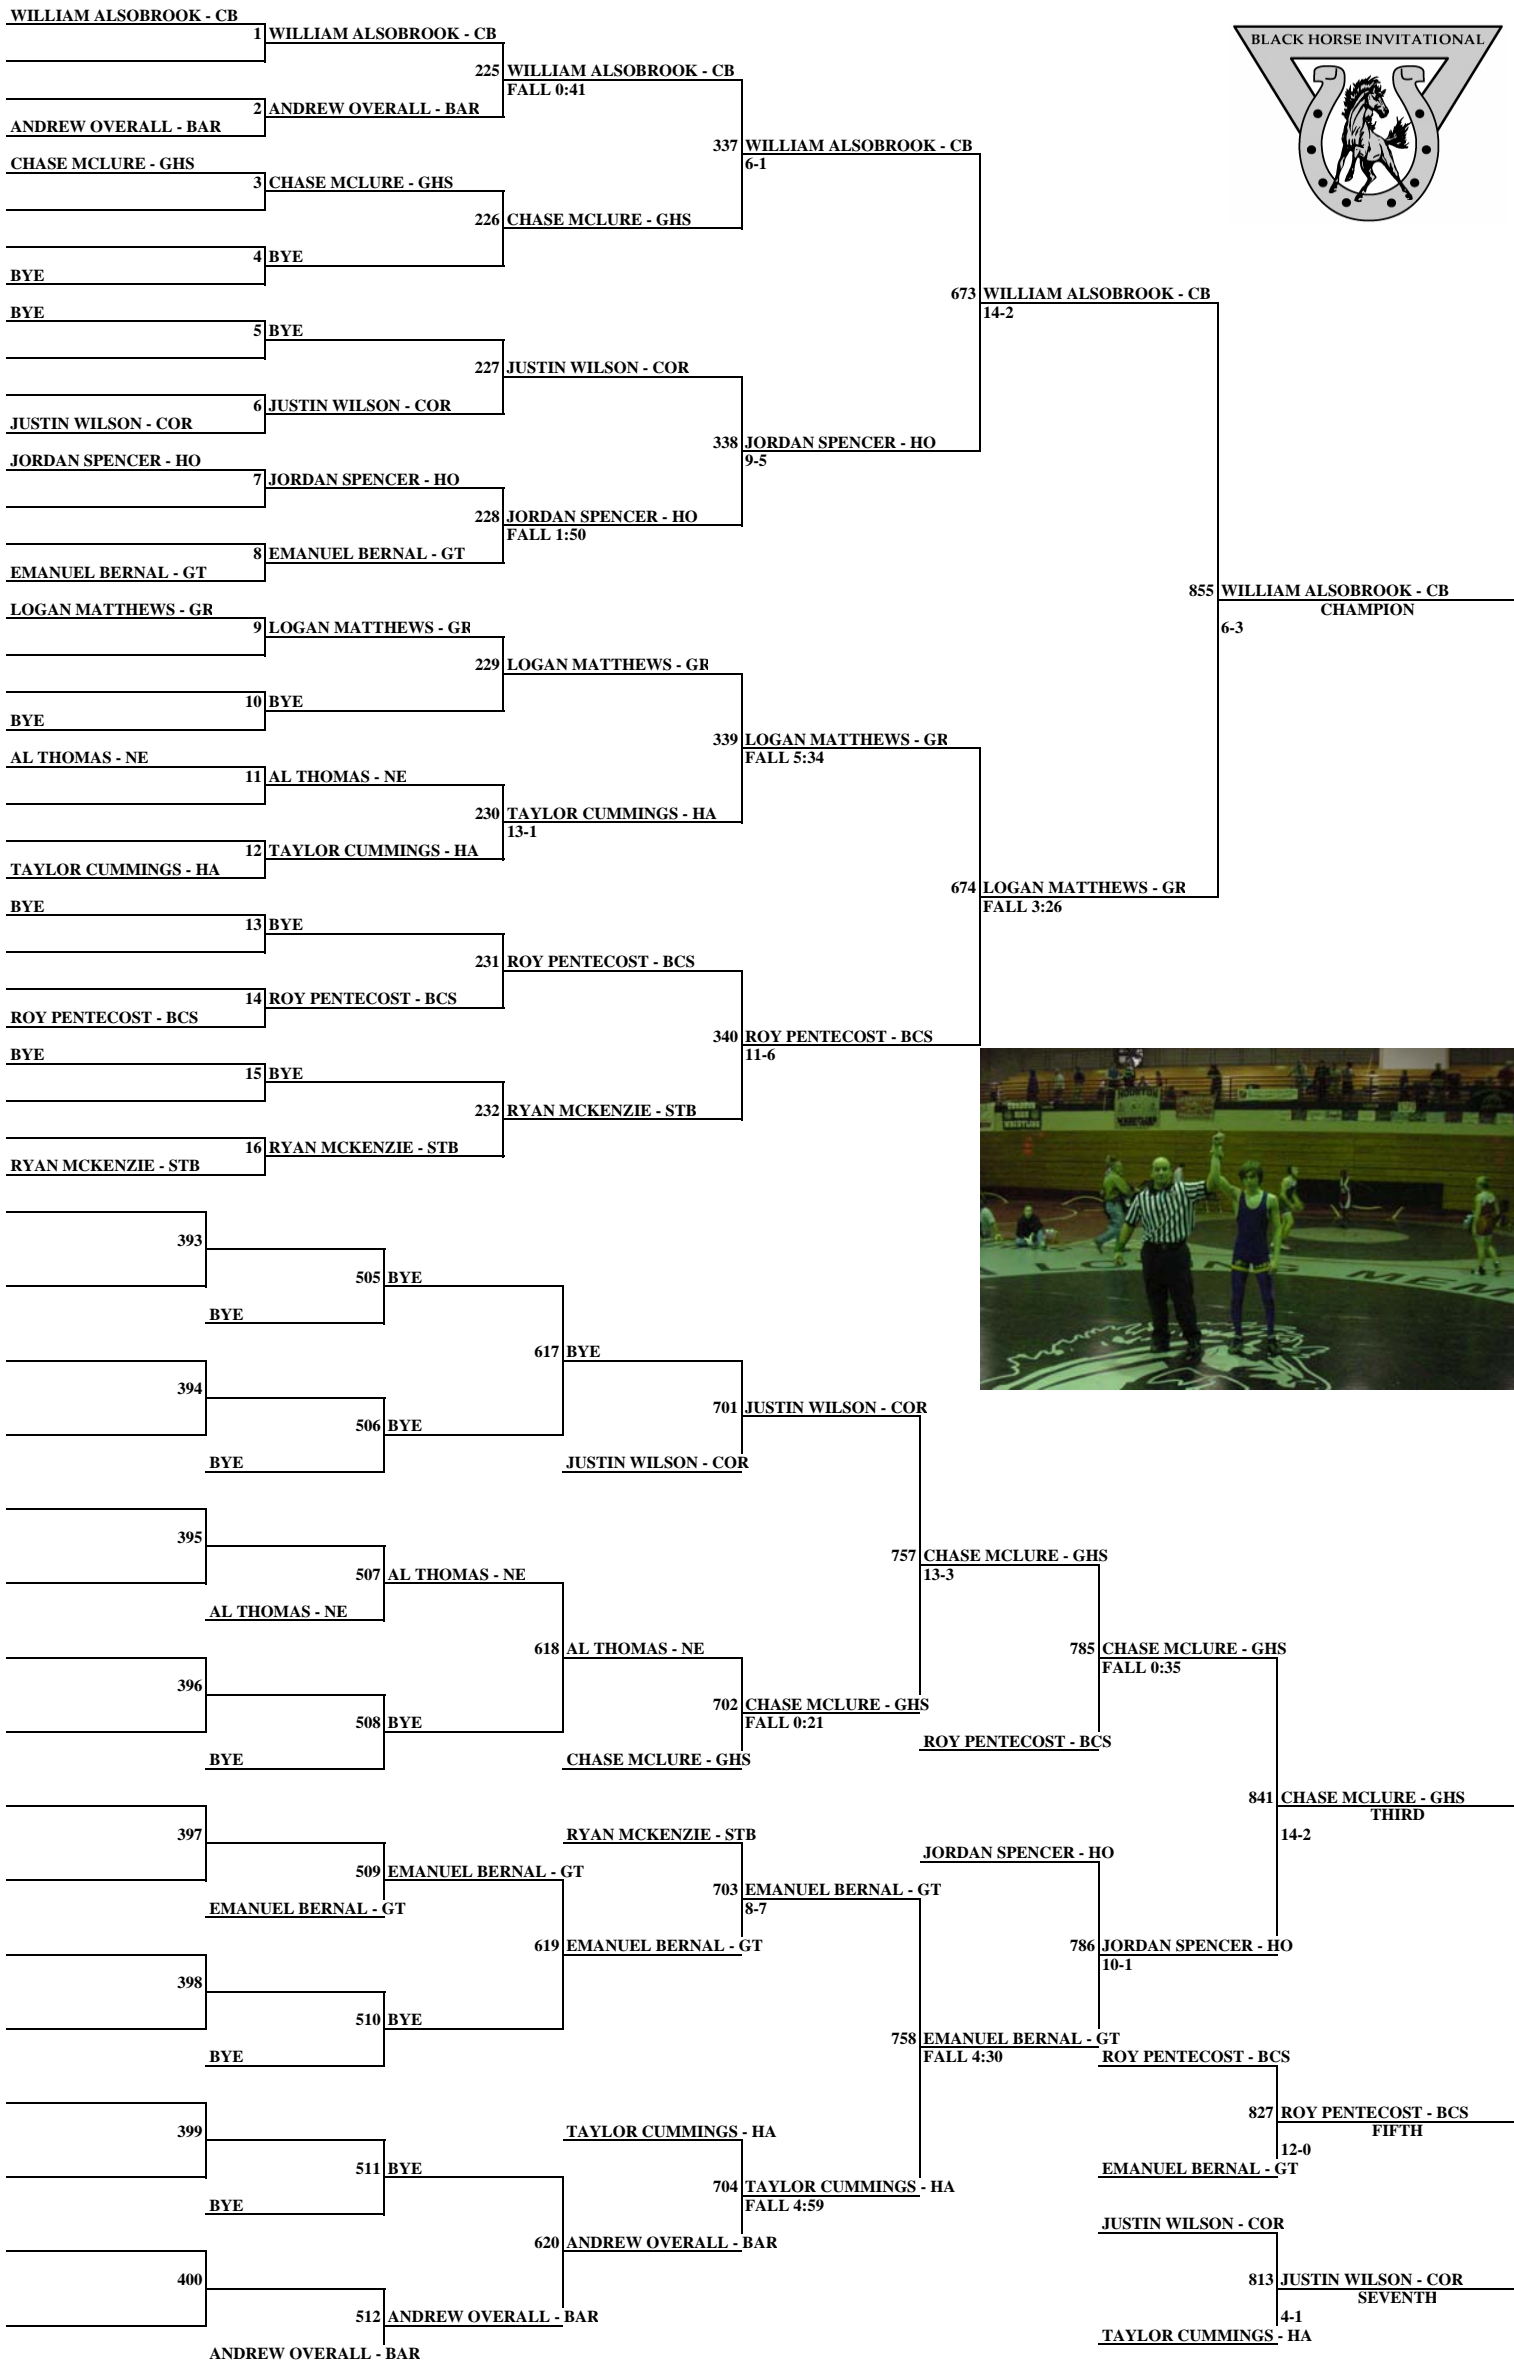 WILLIAM ALSOBROOK - CB
1 WILLIAM ALSOBROOK - CB
BLACK HORSE INVITATIONAL
225 WILLIAM ALSOBROOK - CB
FALL 0:41
2 ANDREW OVERALL - BAR
ANDREW OVERALL - BAR
337 WILLIAM ALSOBROOK - CB
6-1
CHASE MCLURE - GHS
3 CHASE MCLURE - GHS
226 CHASE MCLURE - GHS
4 BYE
BYE
673 WILLIAM ALSOBROOK - CB
14-2
BYE
5 BYE
227 JUSTIN WILSON - COR
6 JUSTIN WILSON - COR
JUSTIN WILSON - COR
338 JORDAN SPENCER - HO
9-5
JORDAN SPENCER - HO
7 JORDAN SPENCER - HO
228 JORDAN SPENCER - HO
FALL 1:50
8 EMANUEL BERNAL - GT
EMANUEL BERNAL - GT
855 WILLIAM ALSOBROOK - CB
CHAMPION
6-3
LOGAN MATTHEWS - GR
9 LOGAN MATTHEWS - GR
229 LOGAN MATTHEWS - GR
10 BYE
BYE
339 LOGAN MATTHEWS - GR
FALL 5:34
AL THOMAS - NE
11 AL THOMAS - NE
230 TAYLOR CUMMINGS - HA
13-1
12 TAYLOR CUMMINGS - HA
TAYLOR CUMMINGS - HA
674 LOGAN MATTHEWS - GR
FALL 3:26
BYE
13 BYE
231 ROY PENTECOST - BCS
14 ROY PENTECOST - BCS
ROY PENTECOST - BCS
340 ROY PENTECOST - BCS
11-6
BYE
15 BYE
232 RYAN MCKENZIE - STB
16 RYAN MCKENZIE - STB
RYAN MCKENZIE - STB
393
505 BYE
BYE
617 BYE
394
506 BYE
BYE
701 JUSTIN WILSON - COR
JUSTIN WILSON - COR
395
507 AL THOMAS - NE
AL THOMAS - NE
757 CHASE MCLURE - GHS
13-3
618 AL THOMAS - NE
396
508 BYE
BYE
702 CHASE MCLURE - GHS
FALL 0:21
CHASE MCLURE - GHS
785 CHASE MCLURE - GHS
FALL 0:35
ROY PENTECOST - BCS
841 CHASE MCLURE - GHS
THIRD
14-2
397
RYAN MCKENZIE - STB
JORDAN SPENCER - HO
509 EMANUEL BERNAL - GT
703 EMANUEL BERNAL - GT
8-7
EMANUEL BERNAL - GT
619 EMANUEL BERNAL - GT
786 JORDAN SPENCER - HO
10-1
398
510 BYE
BYE
758 EMANUEL BERNAL - GT
FALL 4:30
ROY PENTECOST - BCS
827 ROY PENTECOST - BCS
FIFTH
12-0
EMANUEL BERNAL - GT
399
TAYLOR CUMMINGS - HA
511 BYE
704 TAYLOR CUMMINGS - HA
FALL 4:59
BYE
620 ANDREW OVERALL - BAR
JUSTIN WILSON - COR
400
813 JUSTIN WILSON - COR
SEVENTH
4-1
512 ANDREW OVERALL - BAR
TAYLOR CUMMINGS - HA
ANDREW OVERALL - BAR